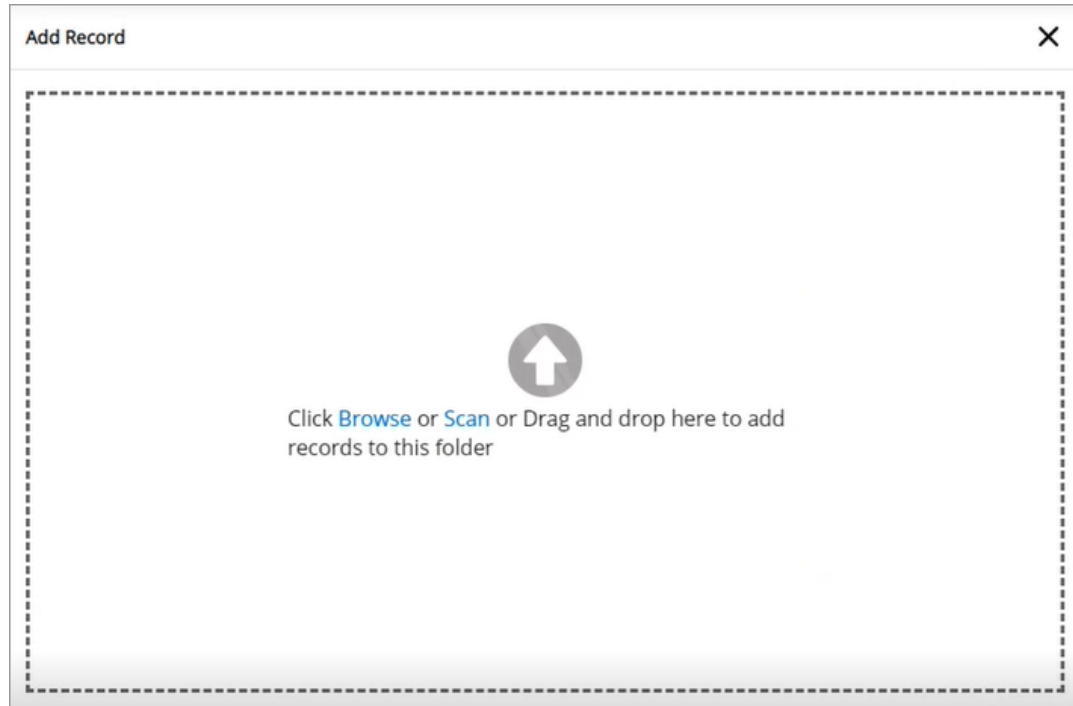 Add Record
Click Browse or Scan or Drag and drop here to add
records to this folder